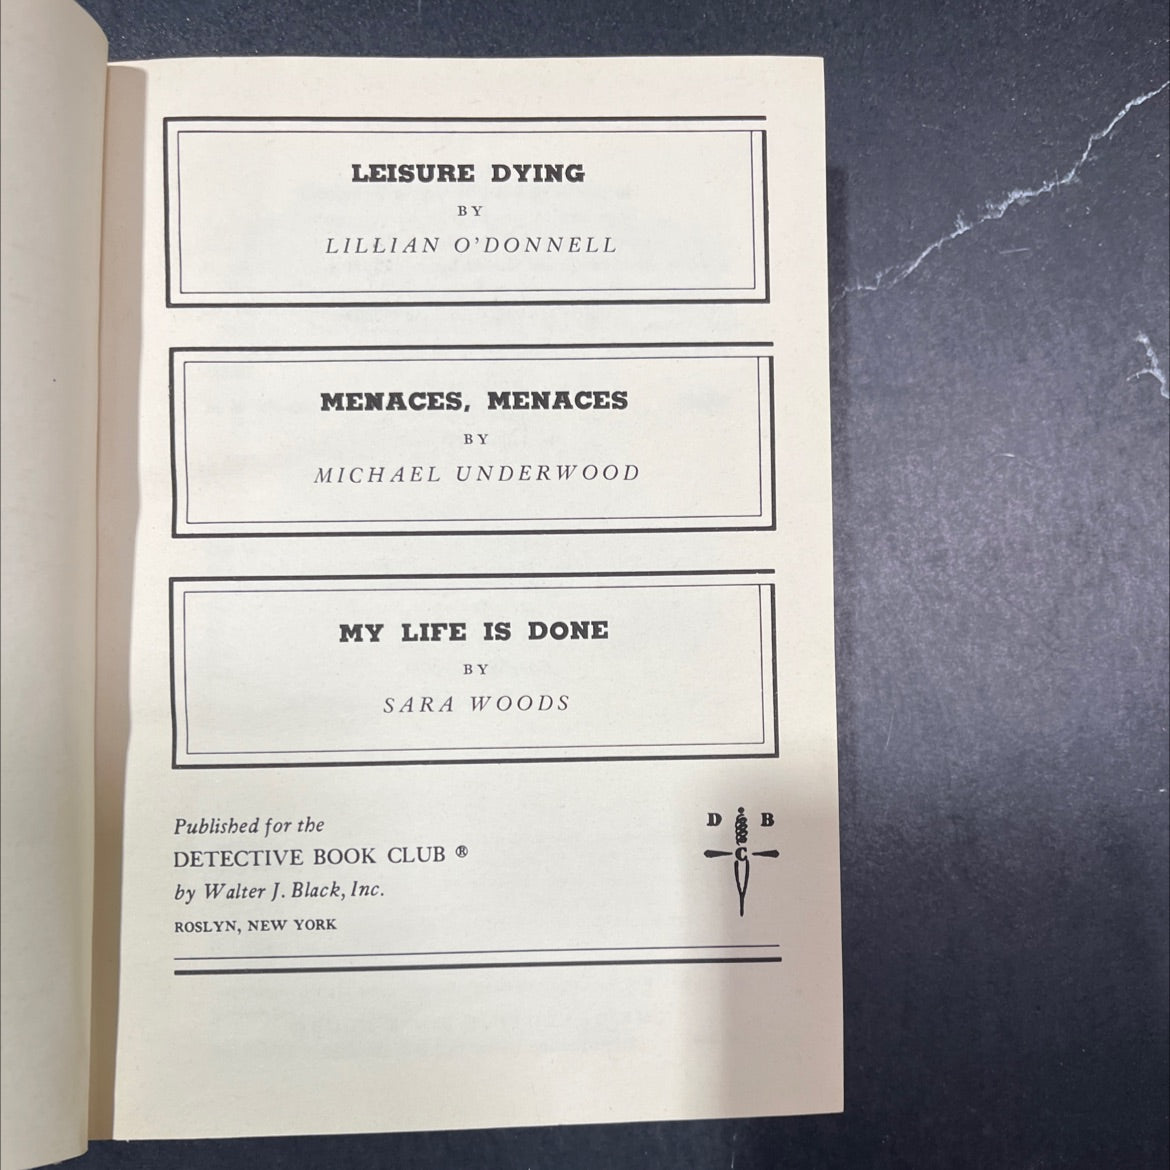 LEISURE DYING
BY
LILLIAN O'DONNELL
MENACES, MENACES
BY
MICHAEL UNDERWOOD
MY LIFE IS DONE
BY
SARA WOODS
Published for the
DETECTIVE BOOK CLUB ®
by Walter J. Black, Inc.
ROSLYN, NEW YORK
D B
C